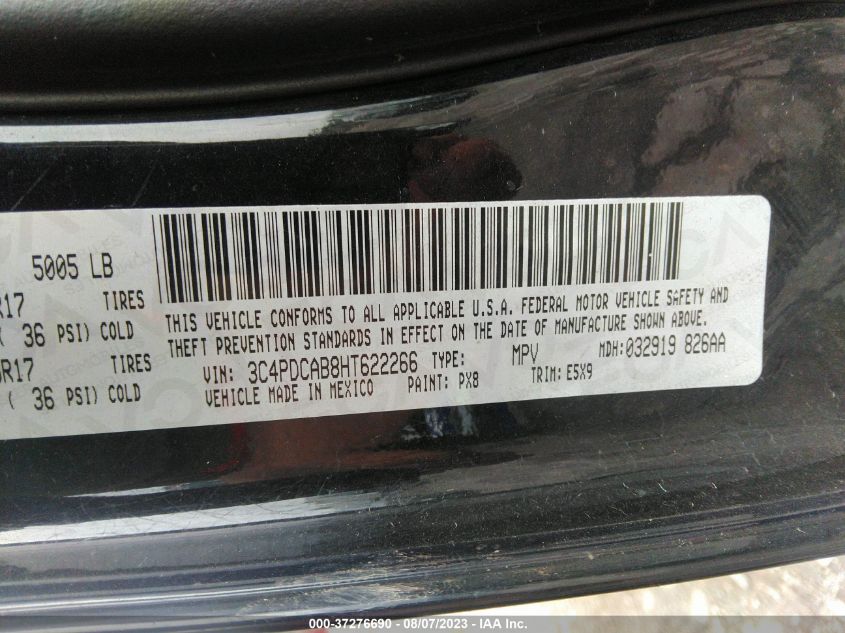 5005 LB
R17 TIRES
( 36 PSI) COLD
R17 TIRES
( 36 PSI) COLD
THIS VEHICLE CONFORMS TO ALL APPLICABLE U.S.A. FEDERAL MOTOR VEHICLE SAFETY AND
THEFT PREVENTION STANDARDS IN EFFECT ON THE DATE OF MANUFACTURE SHOWN ABOVE.
VIN: 3C4PDCAB8HT622266 TYPE: MPV MDH: 032919 826AA
VEHICLE MADE IN MEXICO PAINT: PX8 TRIM: E5X9
000-37276690 - 08/07/2023 - IAA Inc.